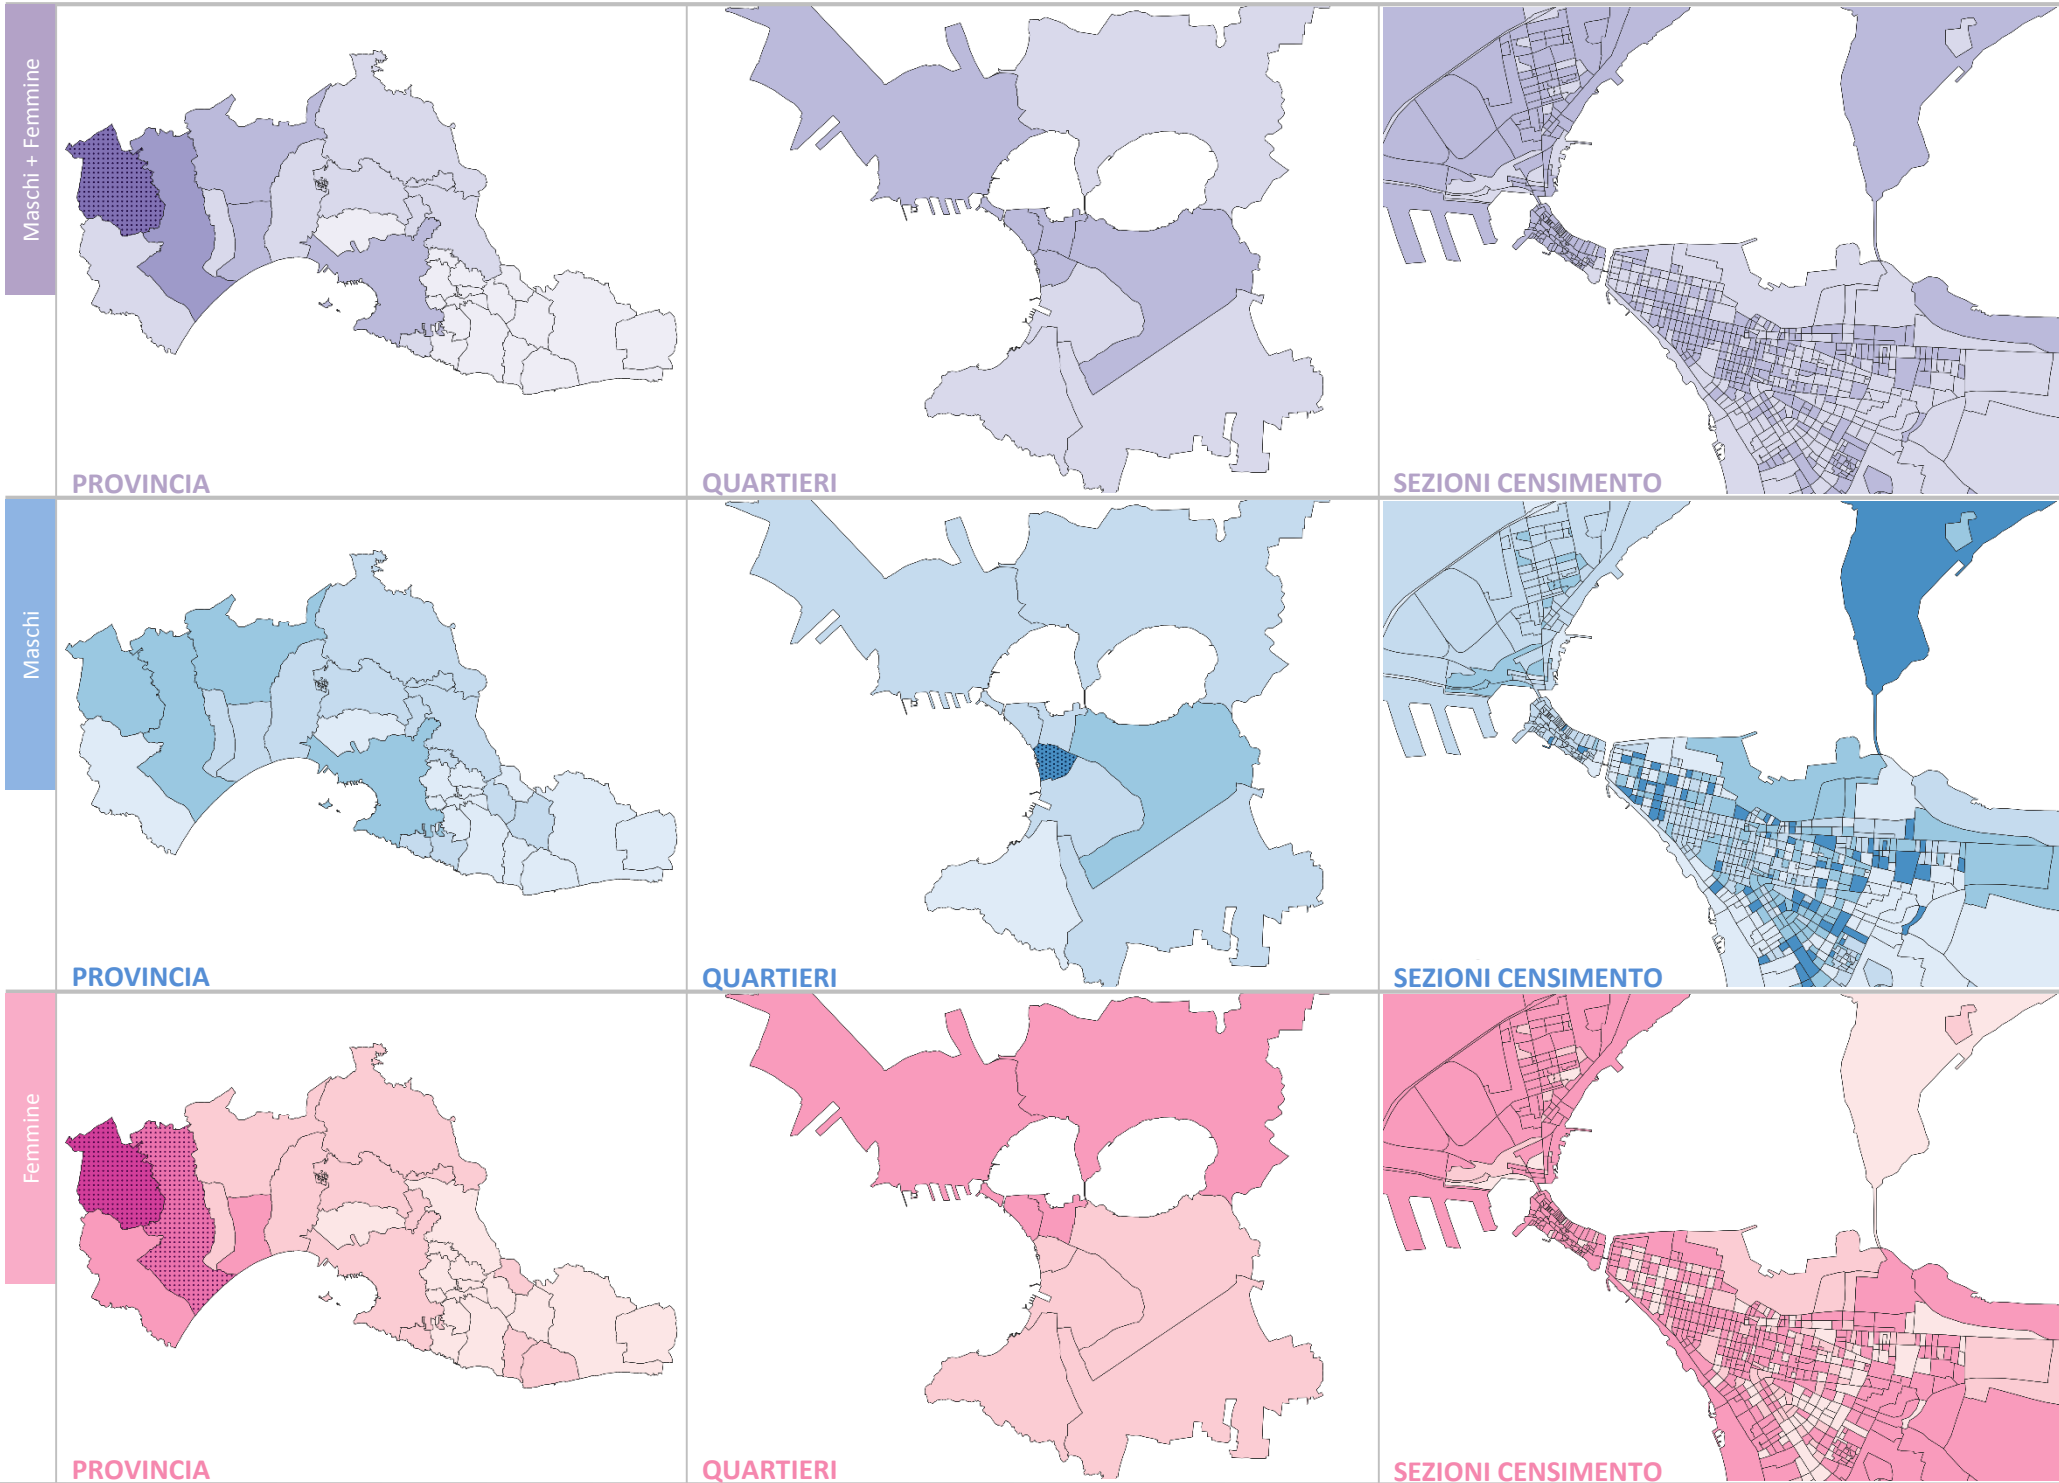 Maschi + Femmine
PROVINCIA
QUARTIERI
SEZIONI CENSIMENTO
Maschi
PROVINCIA
QUARTIERI
SEZIONI CENSIMENTO
Femmine
PROVINCIA
QUARTIERI
SEZIONI CENSIMENTO